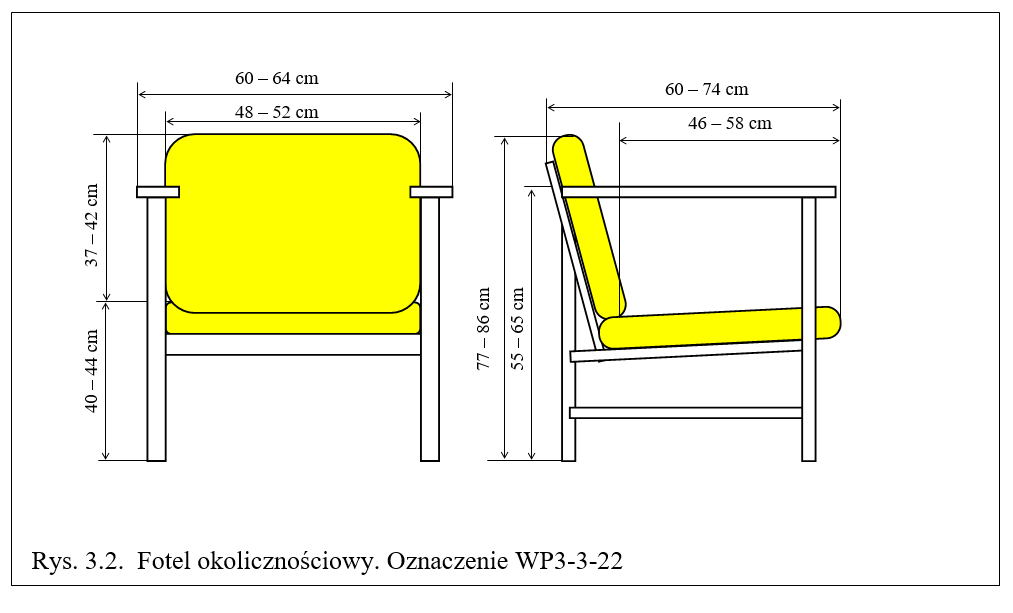 60 – 64 cm
48 – 52 cm
37 – 42 cm
40 – 44 cm
60 – 74 cm
46 – 58 cm
77 – 86 cm
55 – 65 cm
Rys. 3.2. Fotel okolicznościowy. Oznaczenie WP3-3-22